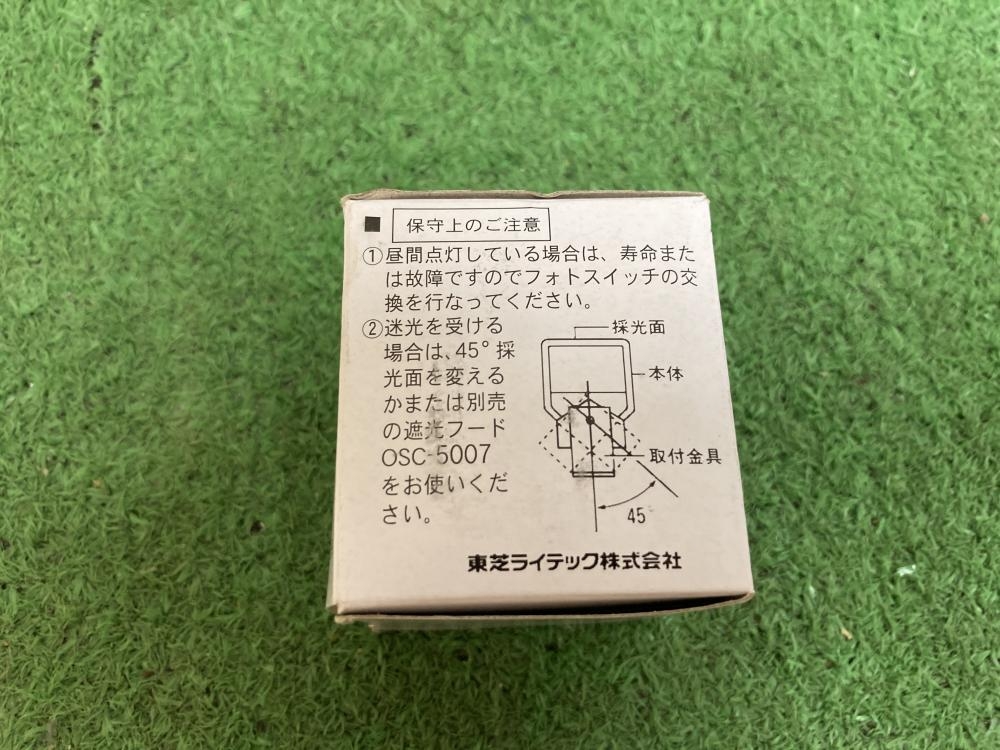 ■ 保守上のご注意
①昼間点灯している場合は、寿命また
は故障ですのでフォトスイッチの交
換を行なってください。
②迷光を受ける
場合は、45°採
光面を変える
かまたは別売
の遮光フード
OSC-5007
をお使いくだ
さい。
採光面
本体
取付金具
45
東芝ライテック株式会社